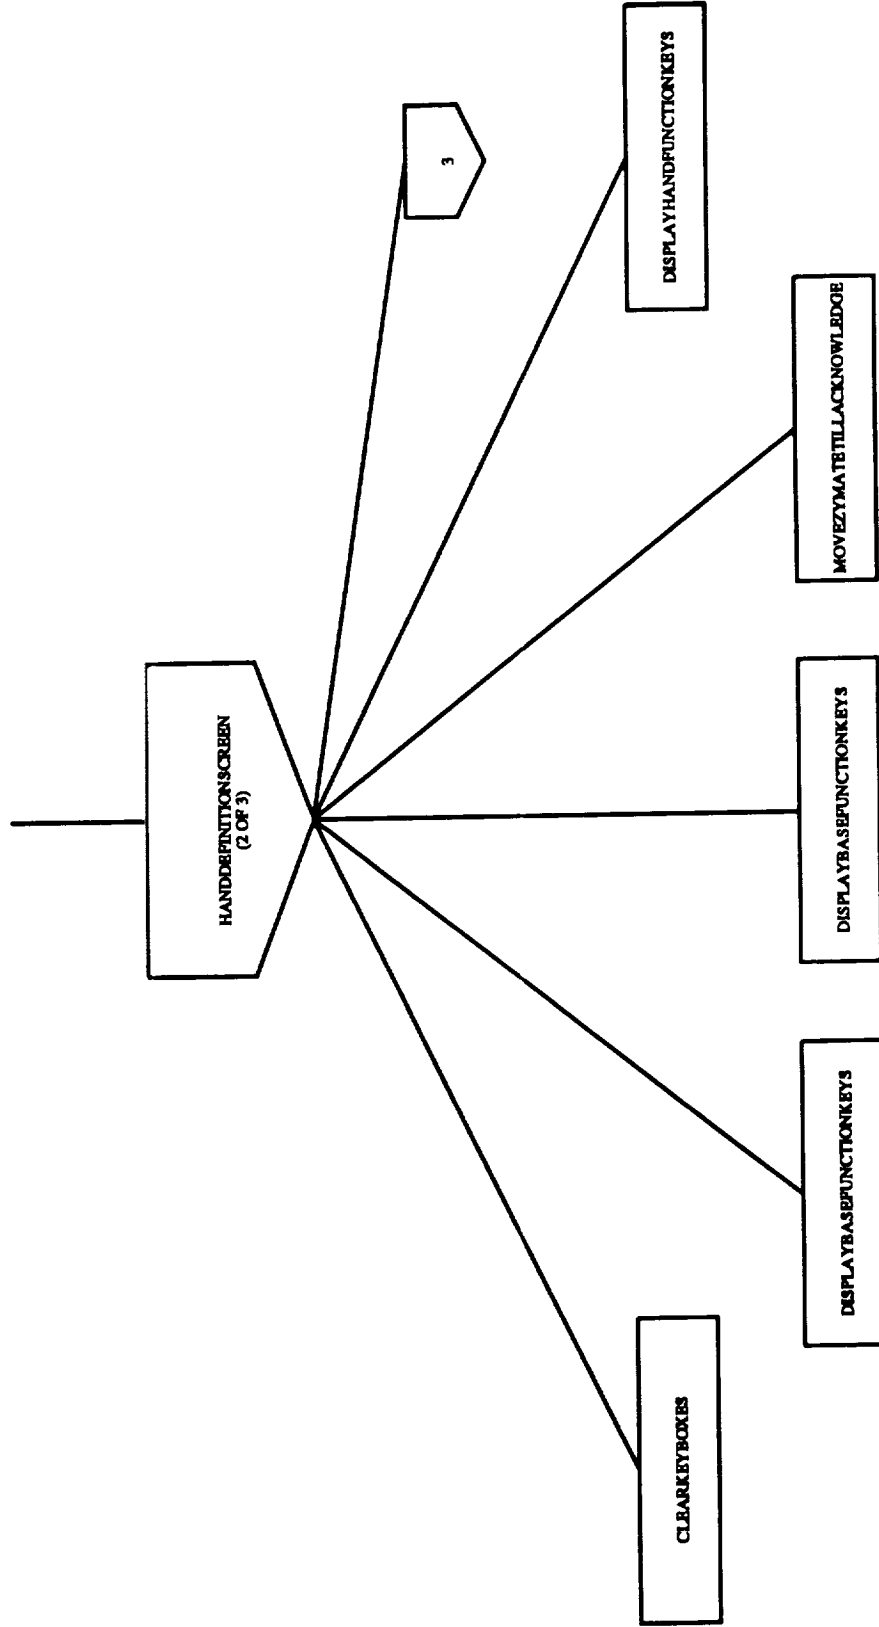 HANDDEFINITIONSCREEN
(2 OF 3)
CLEARKEYBOXES
DISPLAYBASEFUNCTIONKEYS
DISPLAYBASEFUNCTIONKEYS
MOVEZYMATETILLACKNOWLEDGE
DISPLAYHANDFUNCTIONKEYS
3